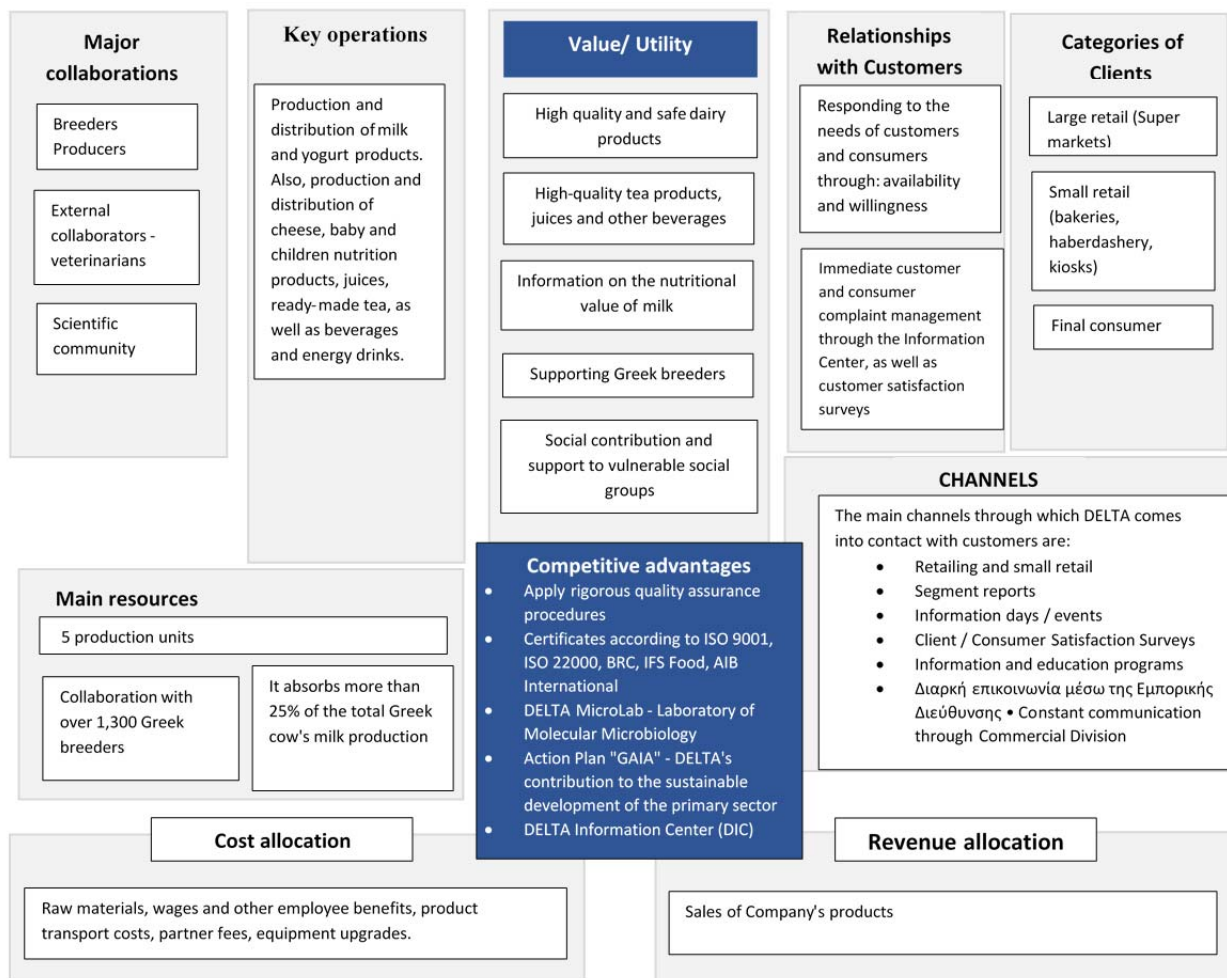 Major
collaborations
Breeders
Producers
External
collaborators -
veterinarians
Scientific
community
Key operations
Production and
distribution of milk
and yogurt products.
Also, production and
distribution of
cheese, baby and
children nutrition
products, juices,
ready-made tea, as
well as beverages
and energy drinks.
Value/ Utility
High quality and safe dairy
products
High-quality tea products,
juices and other beverages
Information on the nutritional
value of milk
Supporting Greek breeders
Social contribution and
support to vulnerable social
groups
Relationships
with Customers
Responding to the
needs of customers
and consumers
through: availability
and willingness
Immediate customer
and consumer
complaint management
through the Information
Center, as well as
customer satisfaction
surveys
Categories of
Clients
Large retail (Super
markets)
Small retail
(bakeries,
haberdashery,
kiosks)
Final consumer
CHANNELS
The main channels through which DELTA comes
into contact with customers are:
• Retailing and small retail
• Segment reports
• Information days / events
• Client / Consumer Satisfaction Surveys
• Information and education programs
• Διαρκή επικοινωνία μέσω της Εμπορικής
Διεύθυνσης • Constant communication
through Commercial Division
Main resources
5 production units
Collaboration with
over 1,300 Greek
breeders
It absorbs more than
25% of the total Greek
cow's milk production
Competitive advantages
• Apply rigorous quality assurance
procedures
• Certificates according to ISO 9001,
ISO 22000, BRC, IFS Food, AIB
International
• DELTA MicroLab - Laboratory of
Molecular Microbiology
• Action Plan "GAIA" - DELTA's
contribution to the sustainable
development of the primary sector
• DELTA Information Center (DIC)
Cost allocation
Raw materials, wages and other employee benefits, product
transport costs, partner fees, equipment upgrades.
Revenue allocation
Sales of Company's products